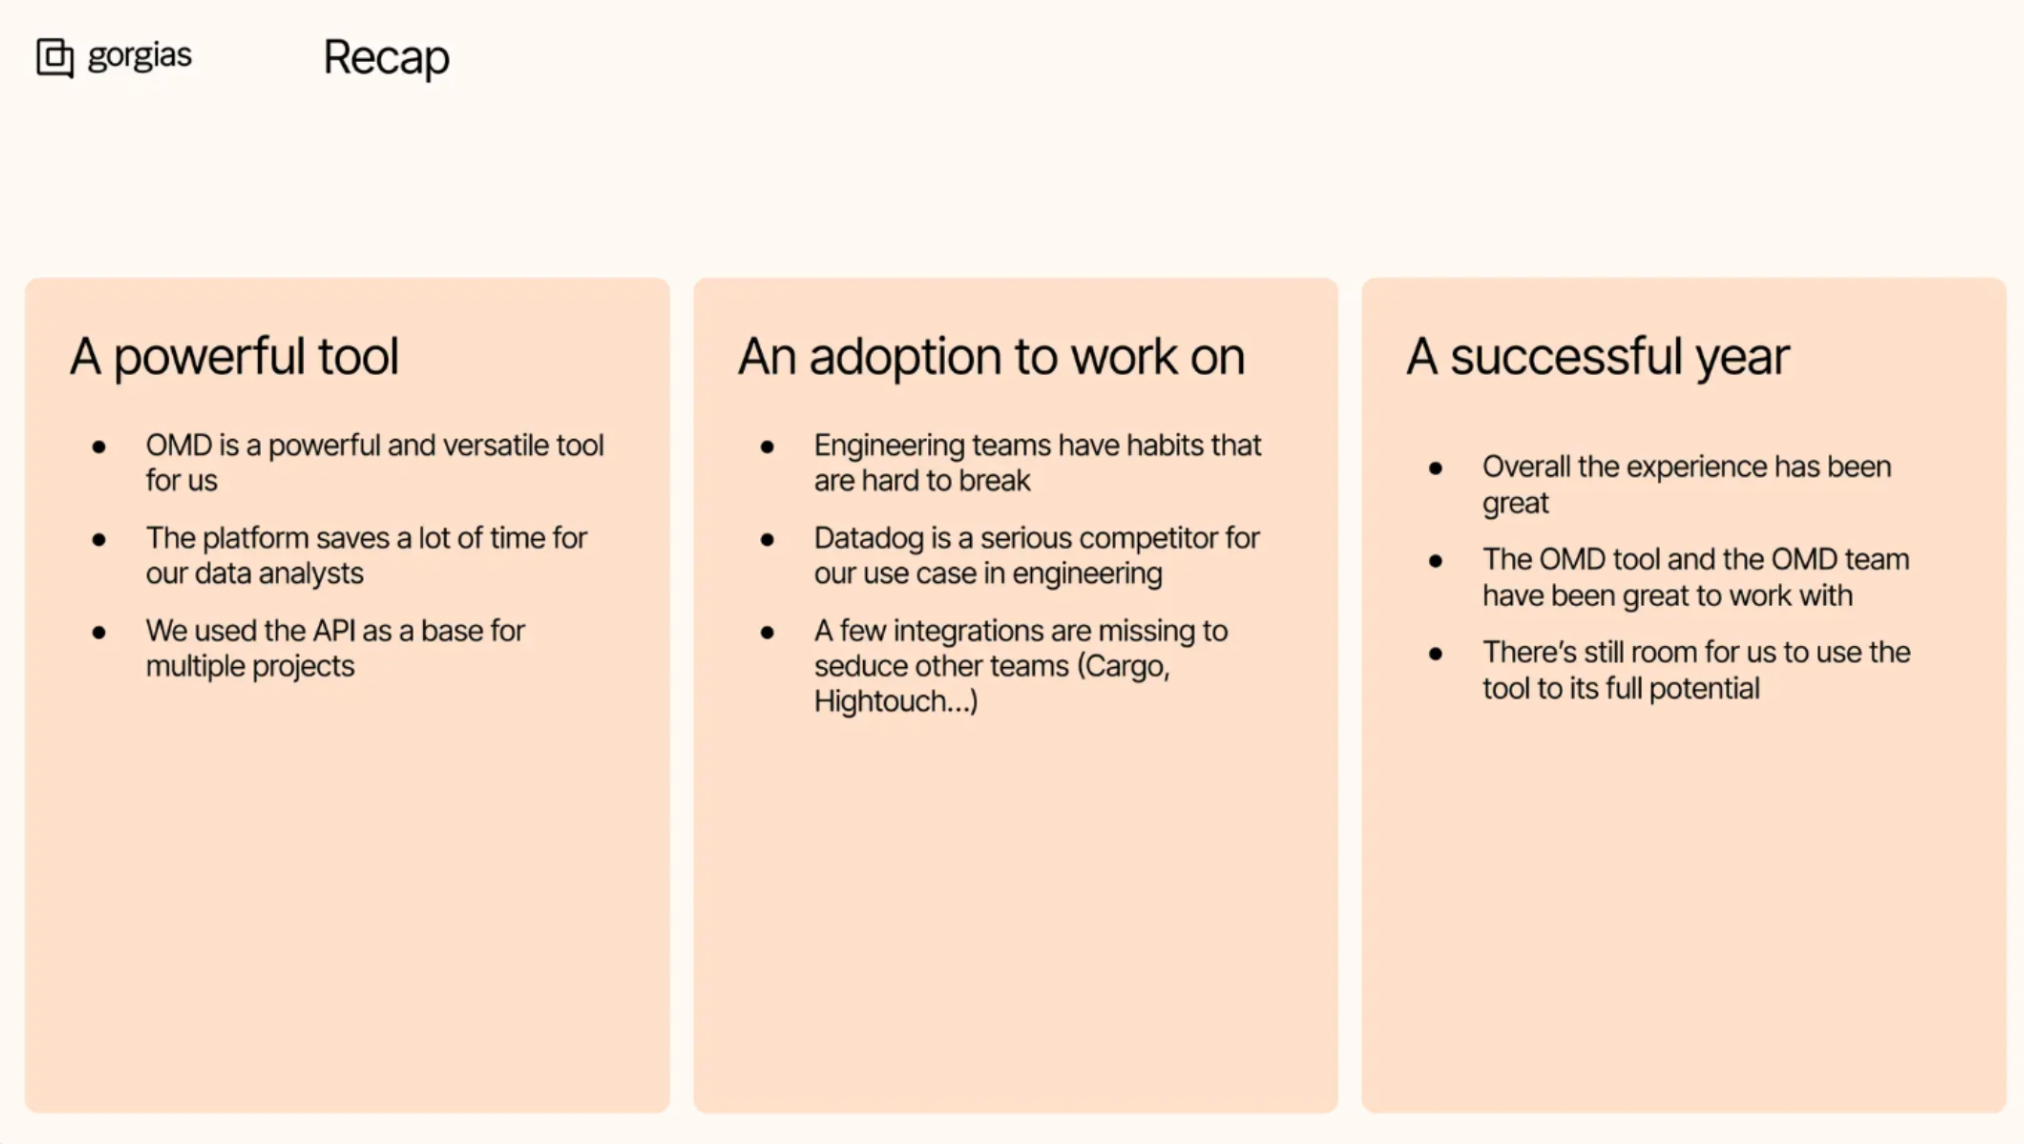 gorgias
Recap
A powerful tool
● OMD is a powerful and versatile tool
for us
● The platform saves a lot of time for
our data analysts
● We used the API as a base for
multiple projects
An adoption to work on
● Engineering teams have habits that
are hard to break
● Datadog is a serious competitor for
our use case in engineering
● A few integrations are missing to
seduce other teams (Cargo,
Hightouch...)
A successful year
● Overall the experience has been
great
● The OMD tool and the OMD team
have been great to work with
● There’s still room for us to use the
tool to its full potential